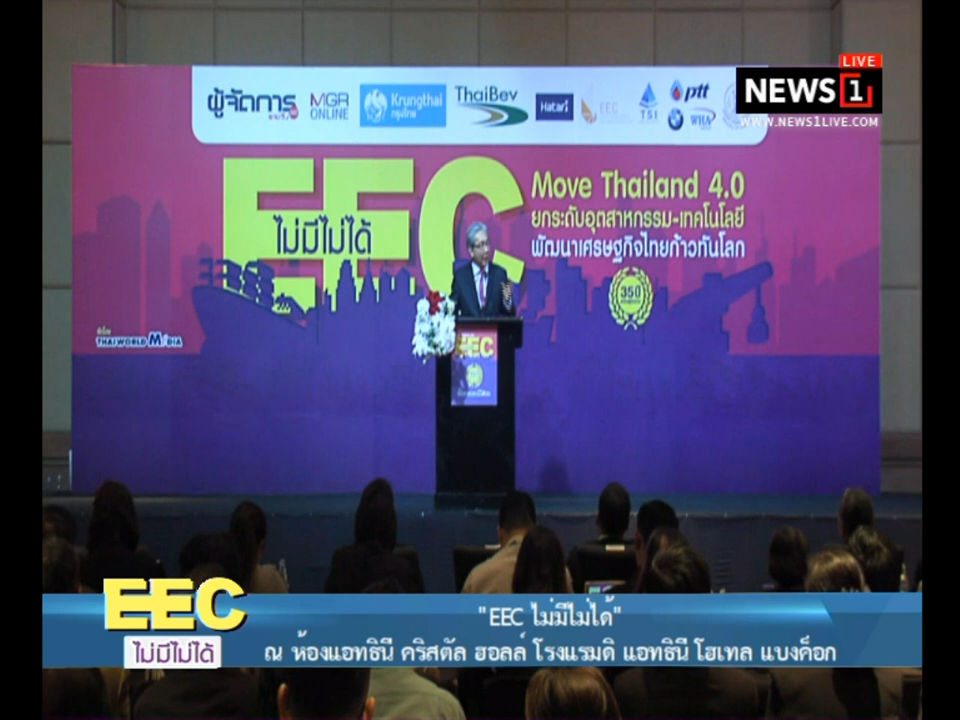 LIVE
NEWS 1
WWW.NEWS1LIVE.COM
ผู้จัดการ
MGR ONLINE
Krungthai
กรุงไทย
ThaiBev
Hatari
EEC
TSI
ptt
WHA
EEC
ไม่มีไม่ได้
Move Thailand 4.0
ยกระดับอุตสาหกรรม-เทคโนโลยี
พัฒนาเศรษฐกิจไทยก้าวทันโลก
35ปี
THAIWORLD MEDIA
EEC
EEC
ไม่มีไม่ได้
"EEC ไม่มีไม่ได้"
ณ ห้องแอทธินี คริสตัล ฮอลล์ โรงแรมดิ แอทธินี โฮเทล แบงค็อก